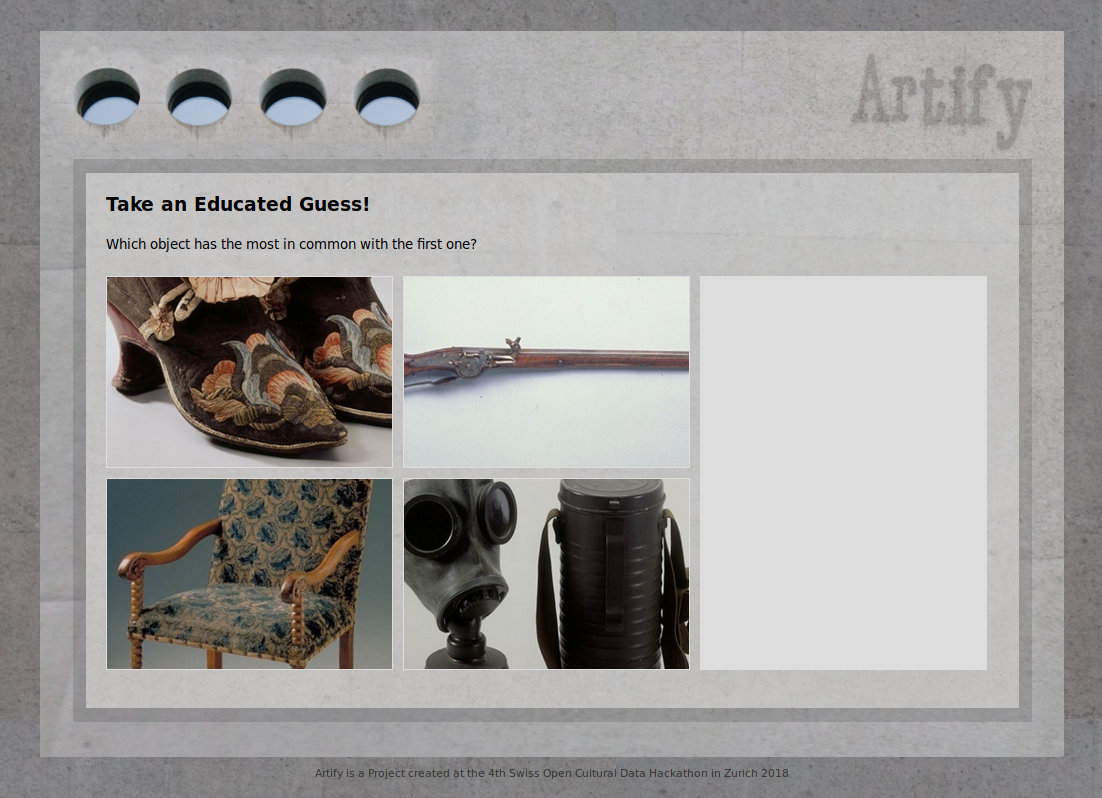 Artify
Take an Educated Guess!
Which object has the most in common with the first one?
Artify is a Project created at the 4th Swiss Open Cultural Data Hackathon in Zurich 2018.